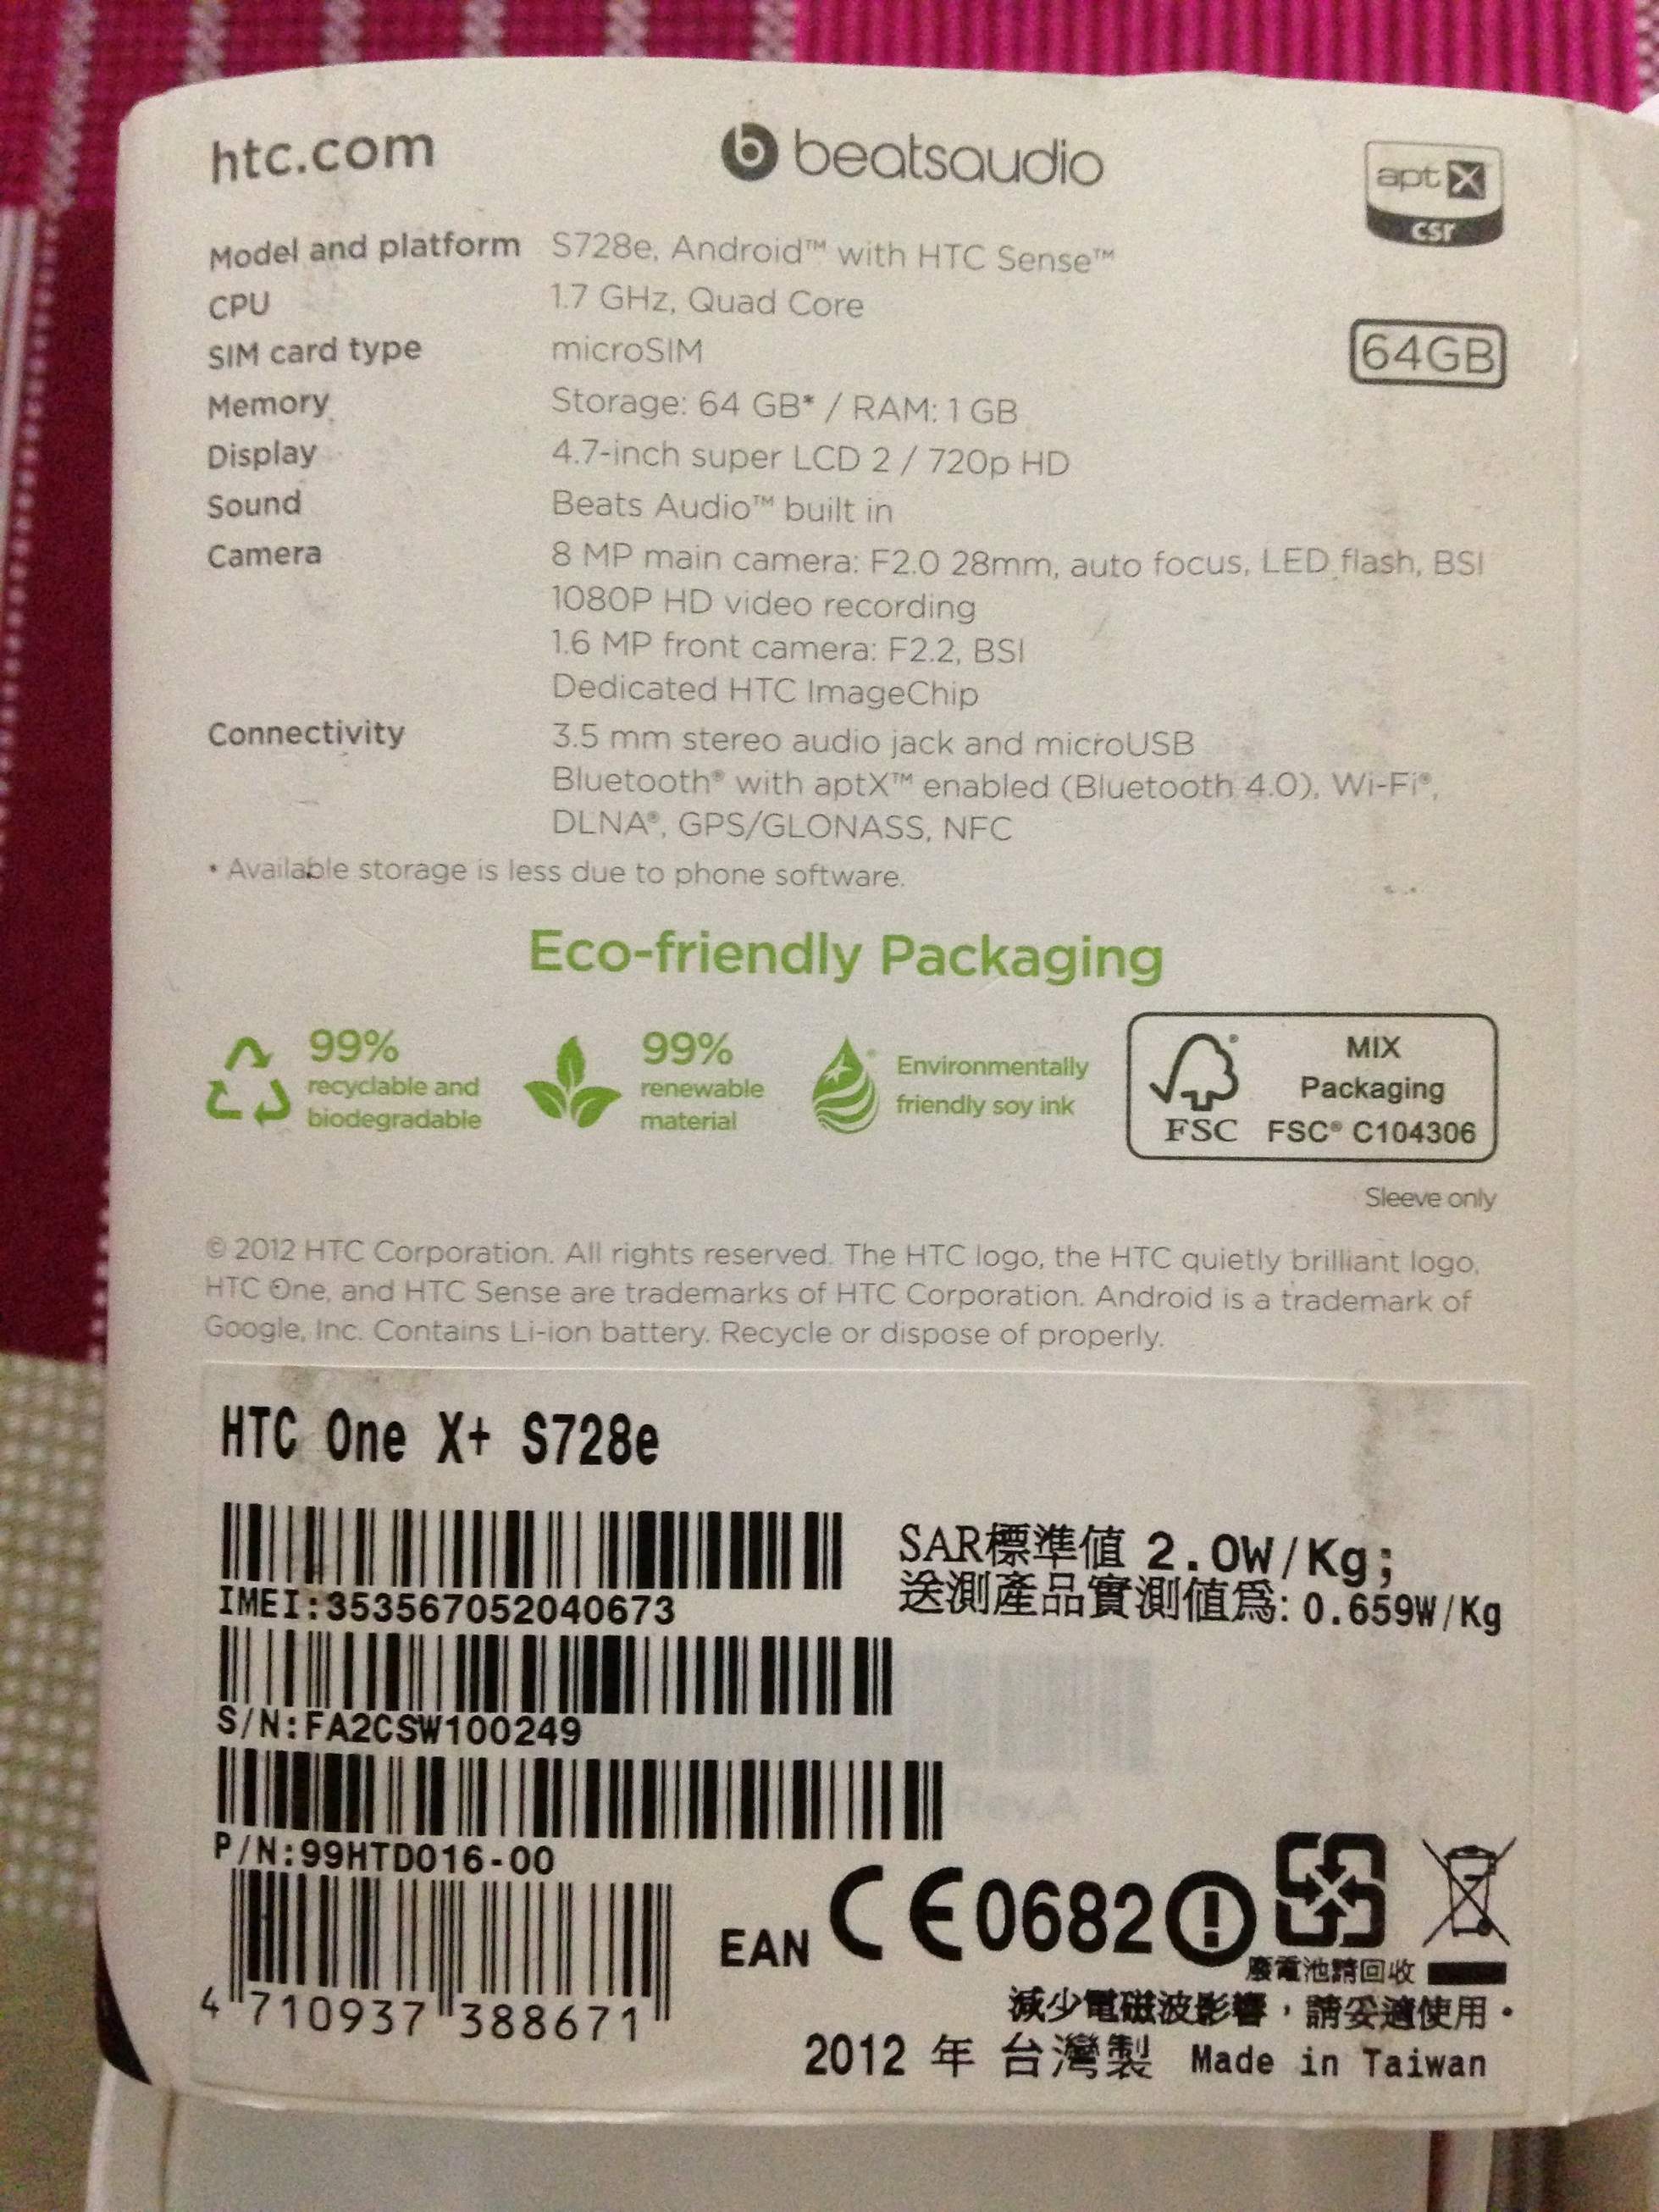 htc.com
beatsaudio
aptX
csr
Model and platform S728e, Android™ with HTC Sense™
CPU 1.7 GHz, Quad Core
SIM card type microSIM
64GB
Memory Storage: 64 GB* / RAM: 1 GB
Display 4.7-inch super LCD 2 / 720p HD
Sound Beats Audio™ built in
Camera 8 MP main camera: F2.0 28mm, auto focus, LED flash, BSI
1080P HD video recording
1.6 MP front camera: F2.2, BSI
Dedicated HTC ImageChip
Connectivity 3.5 mm stereo audio jack and microUSB
Bluetooth® with aptX™ enabled (Bluetooth 4.0), Wi-Fi®,
DLNA®, GPS/GLONASS, NFC
* Available storage is less due to phone software.
Eco-friendly Packaging
99%
recyclable and
biodegradable
99%
renewable
material
Environmentally
friendly soy ink
FSC
MIX
Packaging
FSC® C104306
Sleeve only
© 2012 HTC Corporation. All rights reserved. The HTC logo, the HTC quietly brilliant logo,
HTC One, and HTC Sense are trademarks of HTC Corporation. Android is a trademark of
Google, Inc. Contains Li-ion battery. Recycle or dispose of properly.
HTC One X+ S728e
IMEI:353567052040673
SAR標準值 2.0W/Kg;
送測產品實測值為: 0.659W/Kg
S/N:FA2CSW100249
Rev.A
P/N:99HTD016-00
EAN
CE0682
廢電池請回收
4 710937 388671
減少電磁波影響，請妥適使用。
2012 年 台灣製 Made in Taiwan